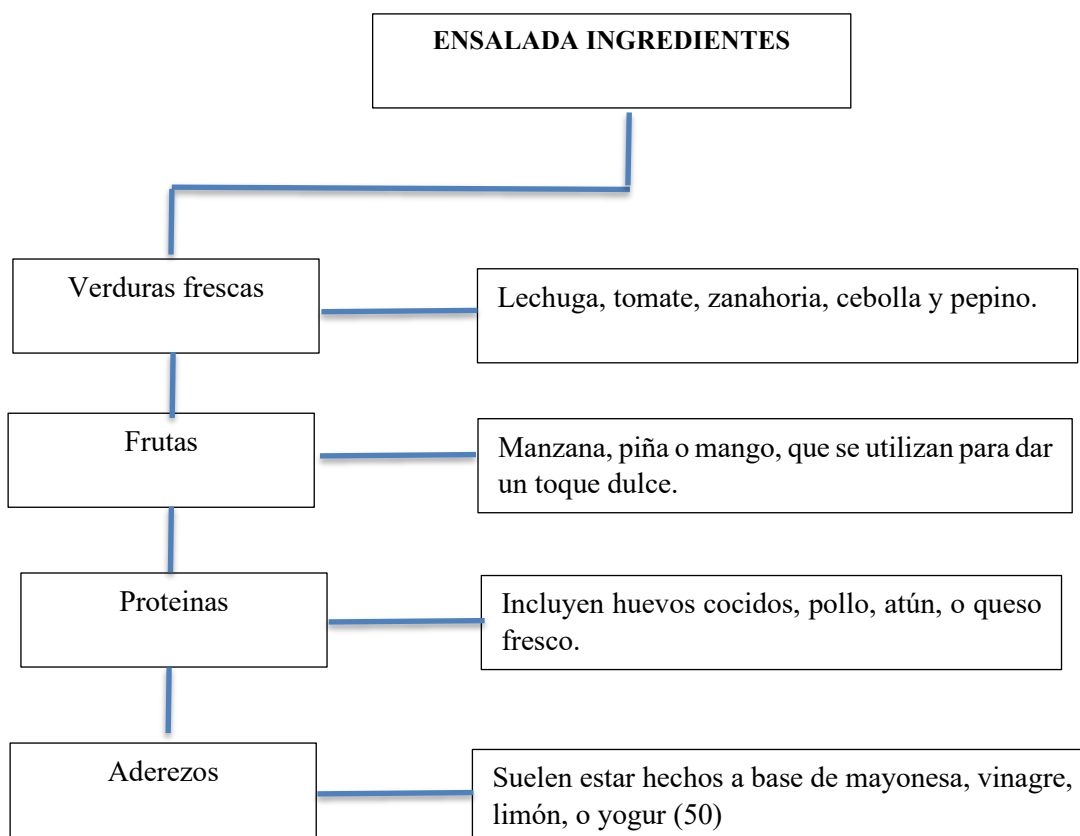 ENSALADA INGREDIENTES
Verduras frescas
Lechuga, tomate, zanahoria, cebolla y pepino.
Frutas
Manzana, piña o mango, que se utilizan para dar
un toque dulce.
Proteinas
Incluyen huevos cocidos, pollo, atún, o queso
fresco.
Aderezos
Suelen estar hechos a base de mayonesa, vinagre,
limón, o yogur (50)